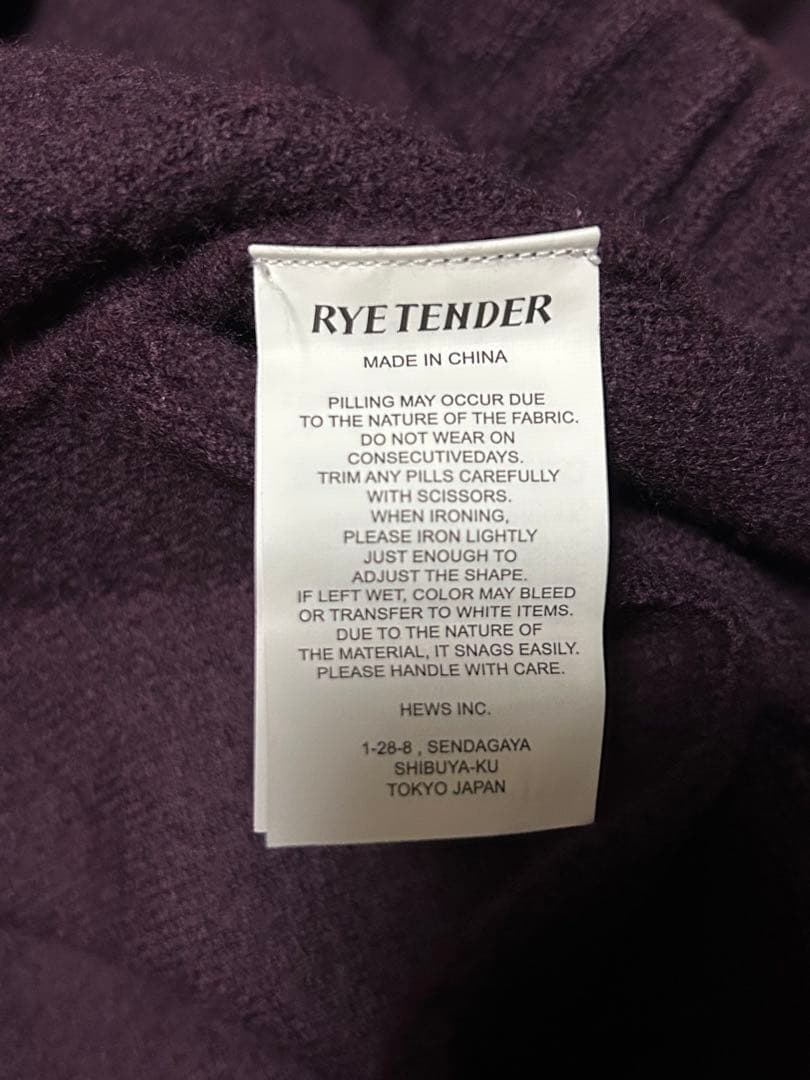 RYE TENDER
MADE IN CHINA
PILLING MAY OCCUR DUE
TO THE NATURE OF THE FABRIC.
DO NOT WEAR ON
CONSECUTIVEDAYS.
TRIM ANY PILLS CAREFULLY
WITH SCISSORS.
WHEN IRONING,
PLEASE IRON LIGHTLY
JUST ENOUGH TO
ADJUST THE SHAPE.
IF LEFT WET, COLOR MAY BLEED
OR TRANSFER TO WHITE ITEMS.
DUE TO THE NATURE OF
THE MATERIAL, IT SNAGS EASILY.
PLEASE HANDLE WITH CARE.
HEWS INC.
1-28-8 , SENDAGAYA
SHIBUYA-KU
TOKYO JAPAN